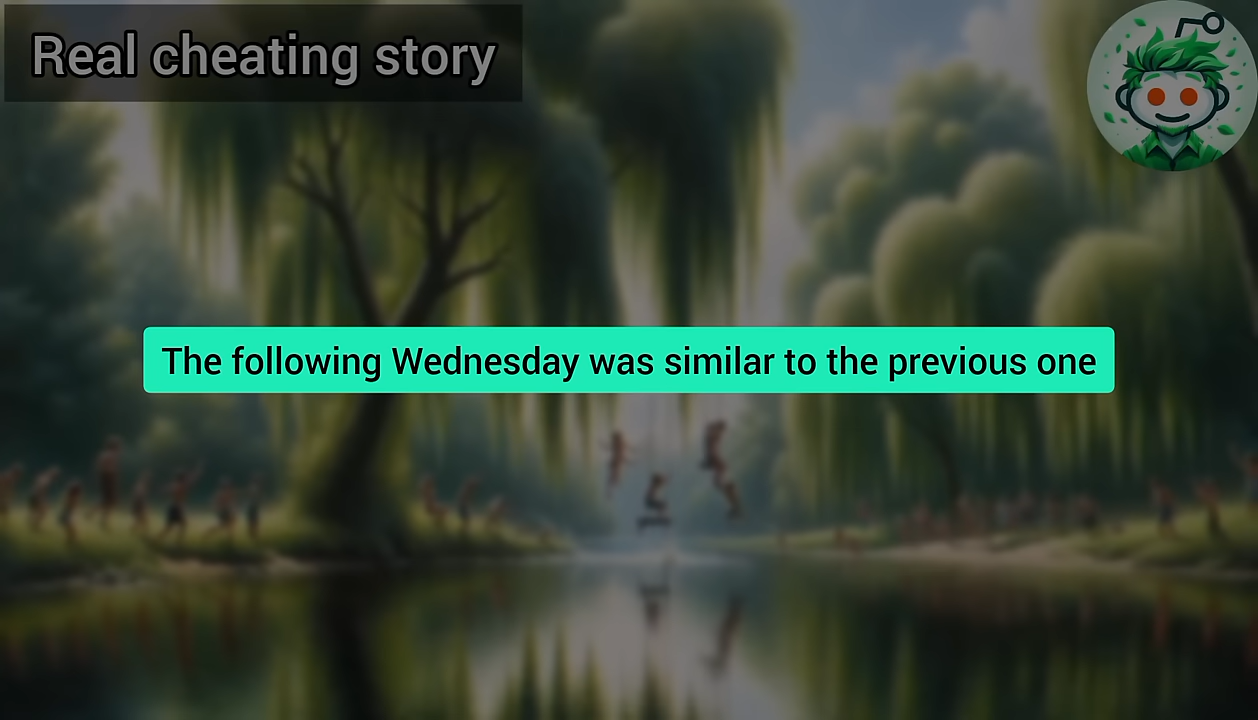 Real cheating story
The following Wednesday was similar to the previous one